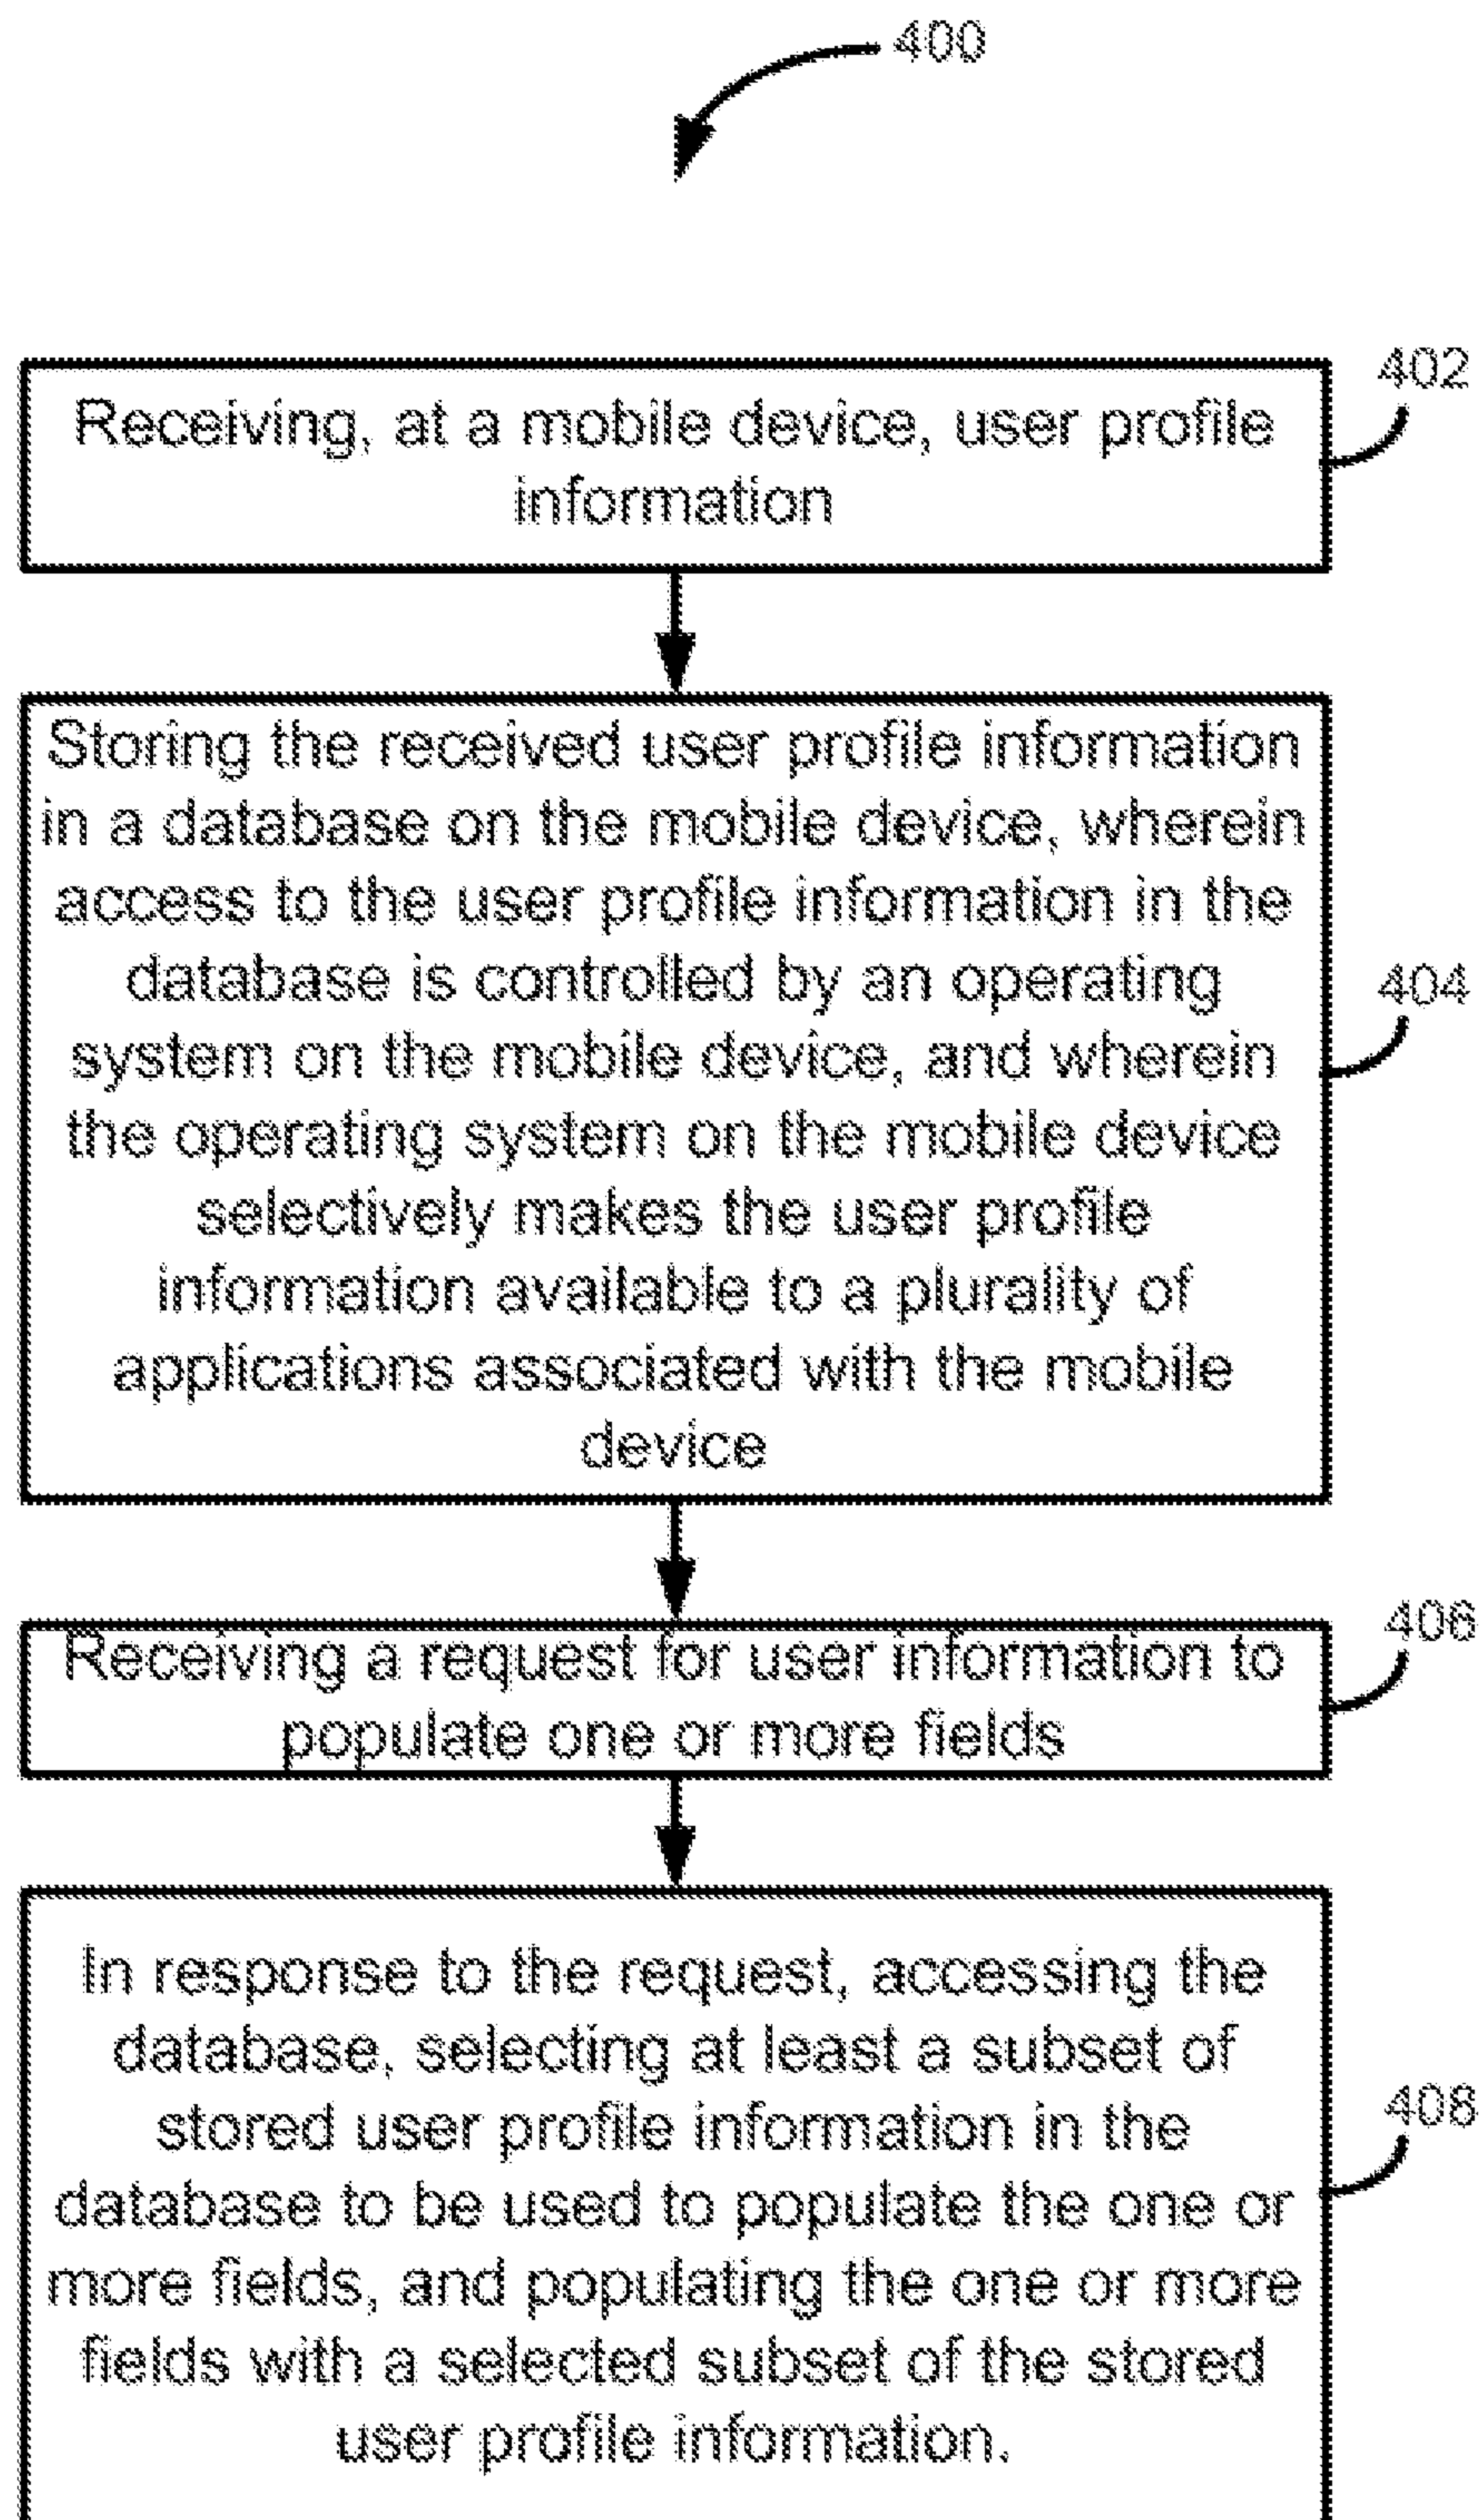 400
402
Receiving, at a mobile device, user profile
information
Storing the received user profile information
in a database on the mobile device, wherein
access to the user profile information in the
database is controlled by an operating
system on the mobile device, and wherein
the operating system on the mobile device
selectively makes the user profile
information available to a plurality of
applications associated with the mobile
device
404
Receiving a request for user information to
populate one or more fields
406
In response to the request, accessing the
database, selecting at least a subset of
stored user profile information in the
database to be used to populate the one or
more fields, and populating the one or more
fields with a selected subset of the stored
user profile information.
408